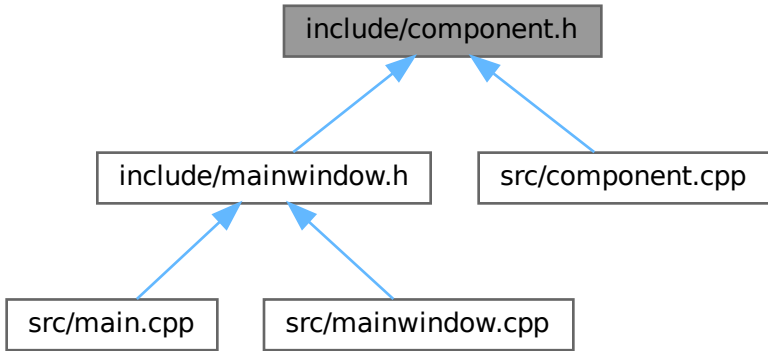 include/component.h
include/mainwindow.h
src/component.cpp
src/main.cpp
src/mainwindow.cpp